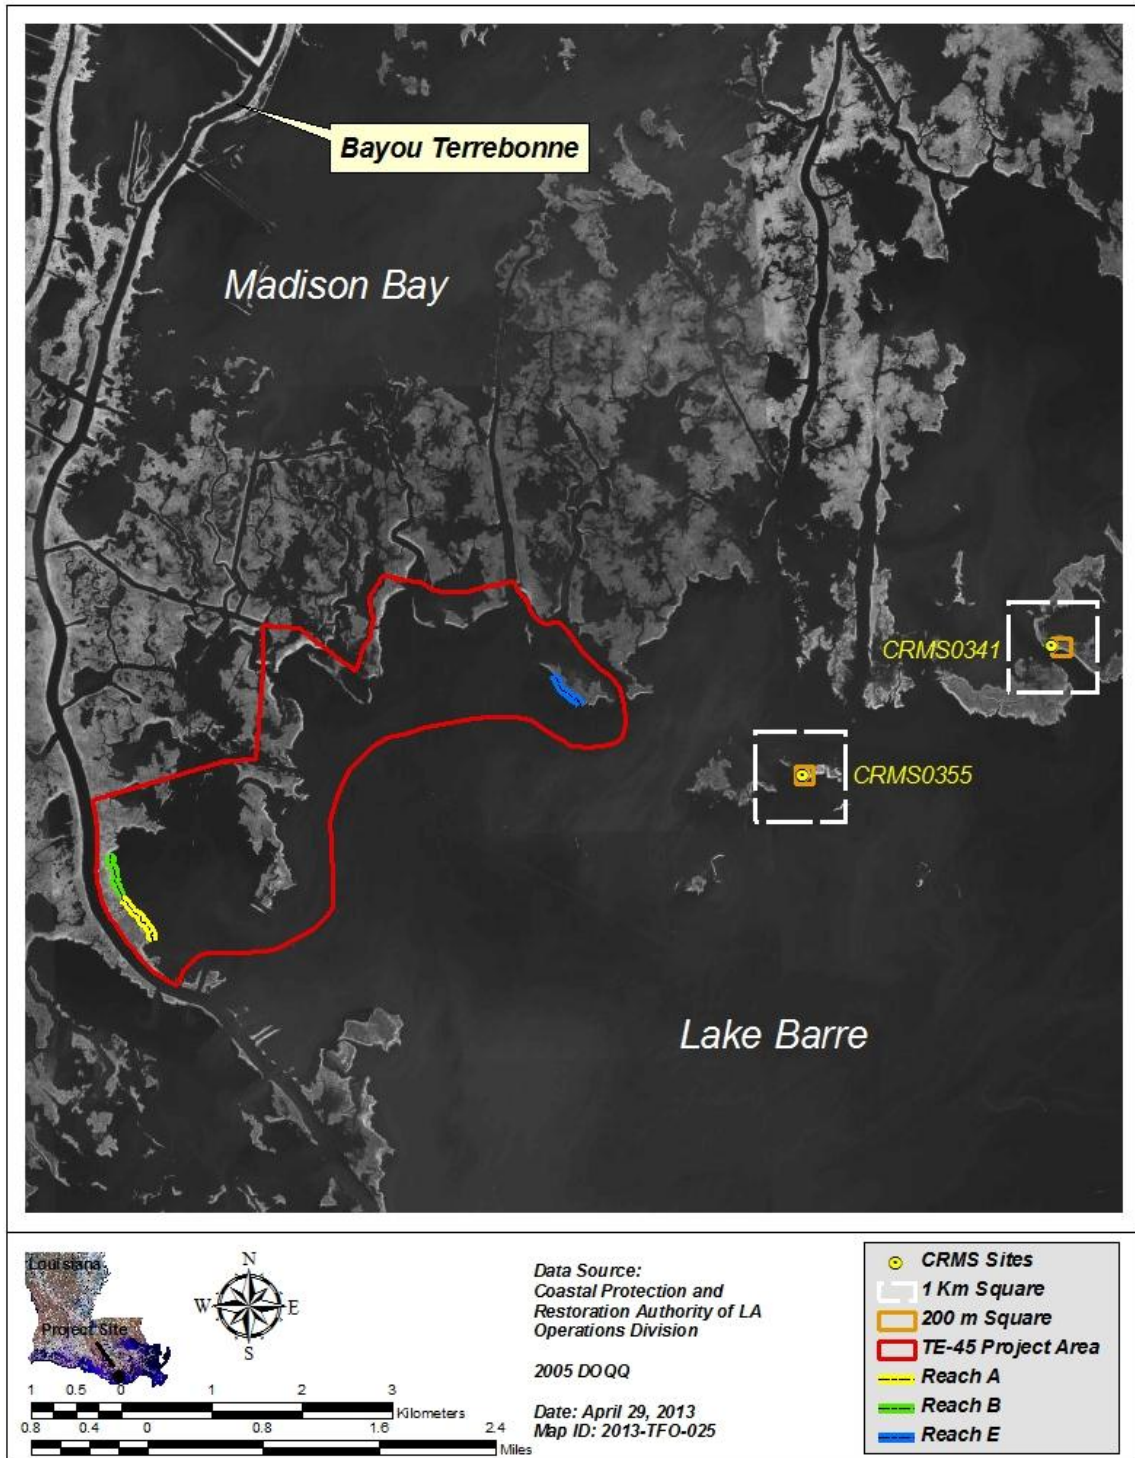 Bayou Terrebonne
Madison Bay
CRMS0341
CRMS0355
Lake Barre
Louisiana
Project Site
N
W E
S
1 0.5 0 1 2 3
Kilometers
0.8 0.4 0 0.8 1.6 2.4
Miles
Data Source:
Coastal Protection and
Restoration Authority of LA
Operations Division
2005 DOQQ
Date: April 29, 2013
Map ID: 2013-TFO-025
CRMS Sites
1 Km Square
200 m Square
TE-45 Project Area
Reach A
Reach B
Reach E